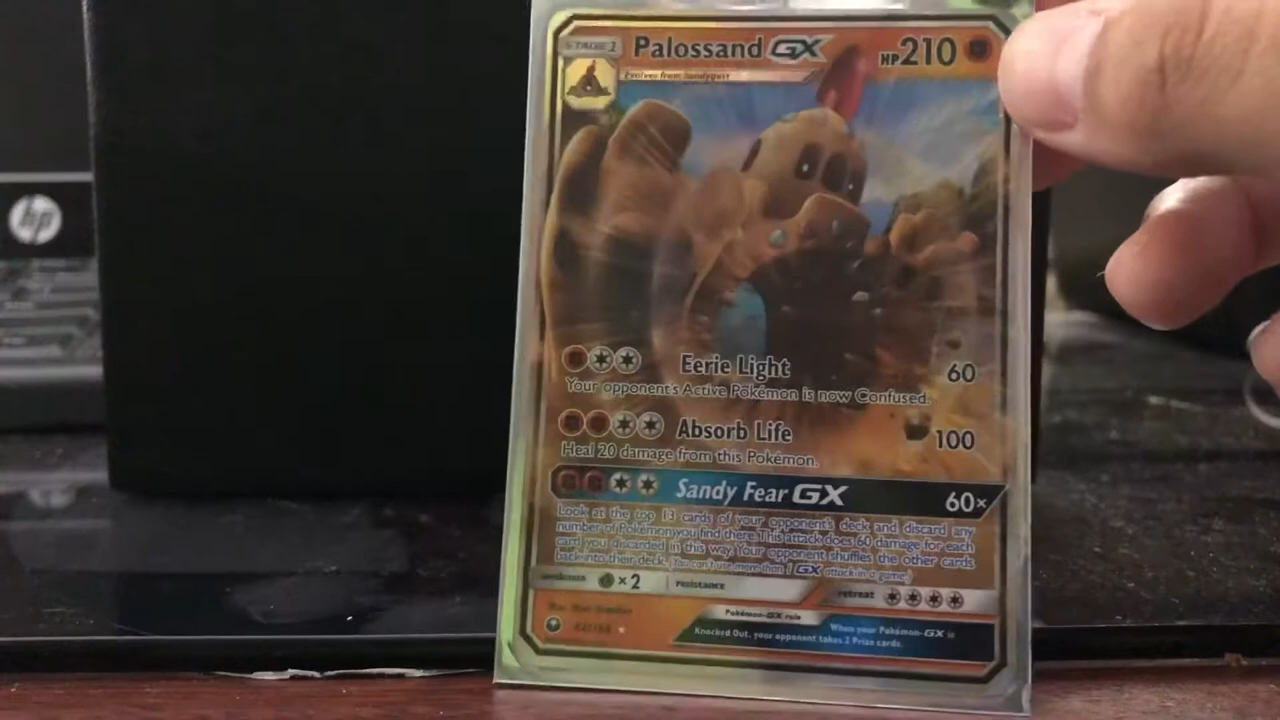 hp
STAGE 1
Palossand GX
HP 210
Evolves from Sandygast
Eerie Light
60
Your opponent's Active Pokémon is now Confused.
Absorb Life
100
Heal 20 damage from this Pokémon.
Sandy Fear GX
60×
Look at the top 13 cards of your opponent's deck and discard any
number of Pokémon you find there. This attack does 60 damage for each
card you discarded in this way. Your opponent shuffles the other cards
back into their deck. (You can't use more than 1 GX attack in a game.)
weakness
×2
resistance
retreat
Pokémon-GX rule
When your Pokémon-GX is
Knocked Out, your opponent takes 2 Prize cards.